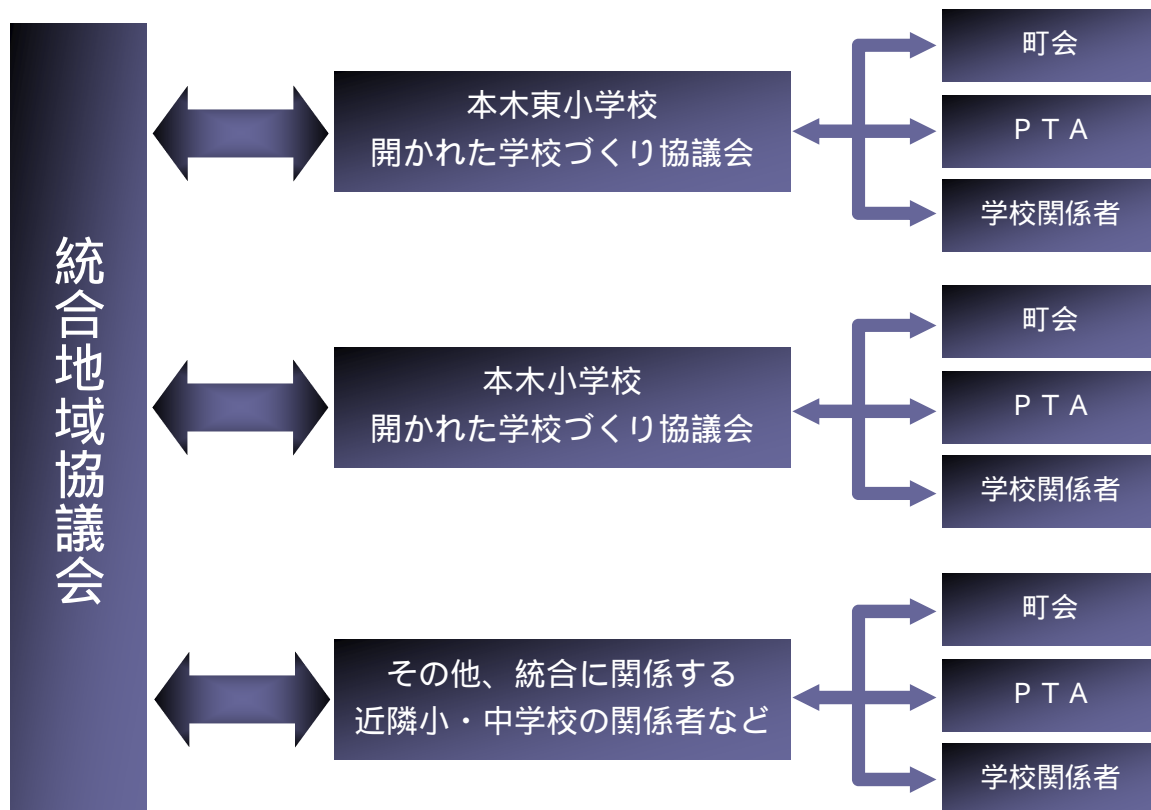 統合地域協議会
本木東小学校
開かれた学校づくり協議会
町会
ＰＴＡ
学校関係者
本木小学校
開かれた学校づくり協議会
町会
ＰＴＡ
学校関係者
その他、統合に関係する
近隣小・中学校の関係者など
町会
ＰＴＡ
学校関係者